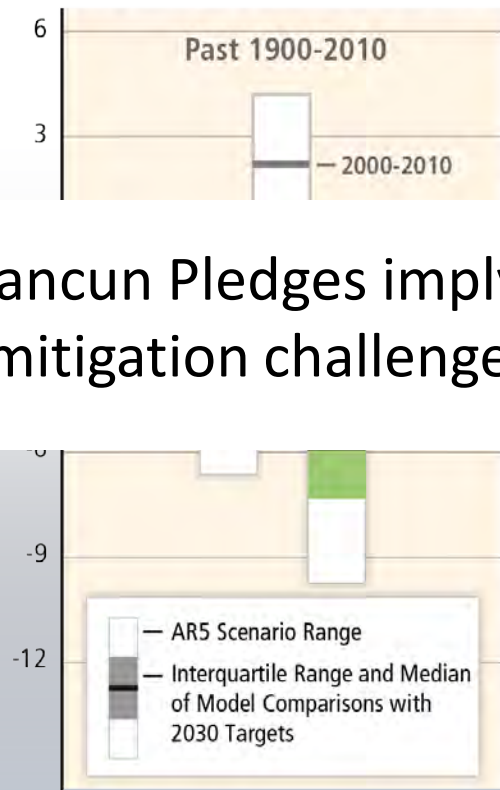 6
Past 1900-2010
3
2000-2010
ancun Pledges imply
mitigation challenge
-9
AR5 Scenario Range
-12
Interquartile Range and Median
of Model Comparisons with
2030 Targets